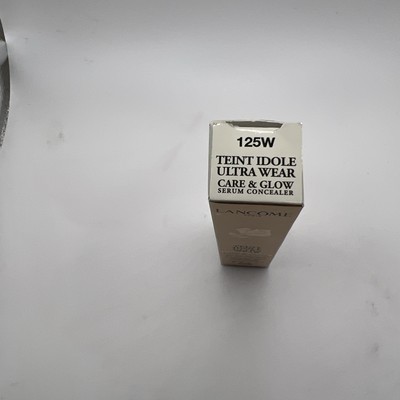 125W
TEINT IDOLE
ULTRA WEAR
CARE & GLOW
SERUM CONCEALER
LANCÔME